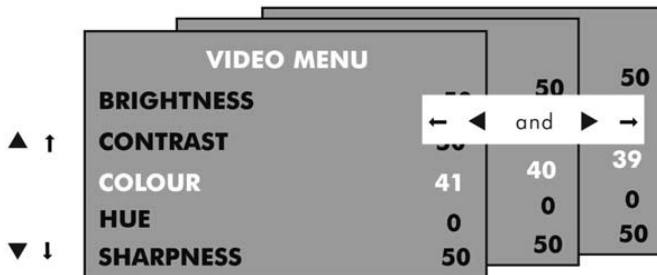 VIDEO MENU
BRIGHTNESS 50 50
← ◀ and ▶ →
▲ ↑ CONTRAST
COLOUR 41 40 39
HUE 0 0 0
▼ ↓ SHARPNESS 50 50 50